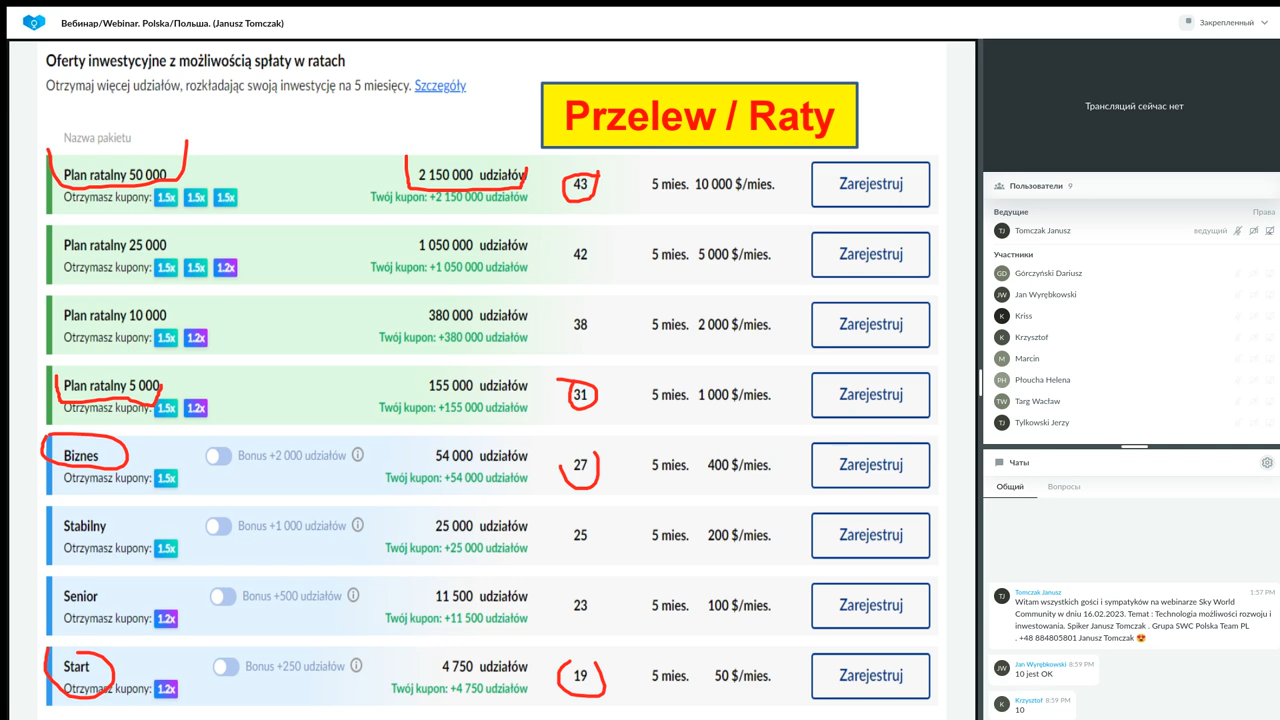 Вебинар/Webinar. Polska/Польша. (Janusz Tomczak)
Закрепленный
Oferty inwestycyjne z możliwością spłaty w ratach
Otrzymaj więcej udziałów, rozkładając swoją inwestycję na 5 miesięcy. Szczegóły
Przelew / Raty
Nazwa pakietu
Plan ratalny 50 000
Otrzymasz kupony: 1.5x 1.5x 1.5x
2 150 000 udziałów
Twój kupon: +2 150 000 udziałów
43
5 mies. 10 000 $/mies.
Zarejestruj
Plan ratalny 25 000
Otrzymasz kupony: 1.5x 1.5x 1.2x
1 050 000 udziałów
Twój kupon: +1 050 000 udziałów
42
5 mies. 5 000 $/mies.
Zarejestruj
Plan ratalny 10 000
Otrzymasz kupony: 1.5x 1.2x
380 000 udziałów
Twój kupon: +380 000 udziałów
38
5 mies. 2 000 $/mies.
Zarejestruj
Plan ratalny 5 000
Otrzymasz kupony: 1.5x 1.2x
155 000 udziałów
Twój kupon: +155 000 udziałów
31
5 mies. 1 000 $/mies.
Zarejestruj
Biznes
Otrzymasz kupony: 1.5x
Bonus +2 000 udziałów
54 000 udziałów
Twój kupon: +54 000 udziałów
27
5 mies. 400 $/mies.
Zarejestruj
Stabilny
Otrzymasz kupony: 1.5x
Bonus +1 000 udziałów
25 000 udziałów
Twój kupon: +25 000 udziałów
25
5 mies. 200 $/mies.
Zarejestruj
Senior
Otrzymasz kupony: 1.2x
Bonus +500 udziałów
11 500 udziałów
Twój kupon: +11 500 udziałów
23
5 mies. 100 $/mies.
Zarejestruj
Start
Otrzymasz kupony: 1.2x
Bonus +250 udziałów
4 750 udziałów
Twój kupon: +4 750 udziałów
19
5 mies. 50 $/mies.
Zarejestruj
Трансляций сейчас нет
Пользователи 9
Ведущие Права
TJ Tomczak Janusz ведущий
Участники
GD Górczyński Dariusz
JW Jan Wyrębkowski
K Kriss
K Krzysztof
M Marcin
PH Płoucha Helena
TW Targ Wacław
TJ Tylkowski Jerzy
Чаты
Общий Вопросы
TJ Tomczak Janusz 1:57 PM
Witam wszystkich gości i sympatyków na webinarze Sky World
Community w dniu 16.02.2023. Temat : Technologia możliwości rozwoju i
inwestowania. Spiker Janusz Tomczak . Grupa SWC Polska Team PL
. +48 884805801 Janusz Tomczak 😍
JW Jan Wyrębkowski 8:59 PM
10 jest OK
K Krzysztof 8:59 PM
10